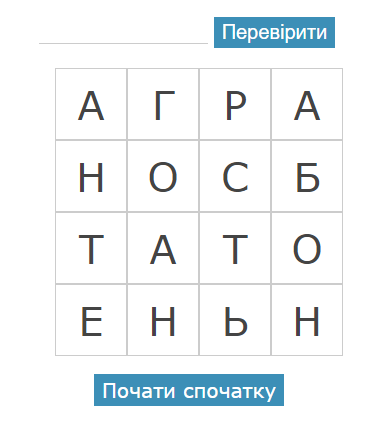 Перевірити
А Г Р А
Н О С Б
Т А Т О
Е Н Ь Н
Почати спочатку